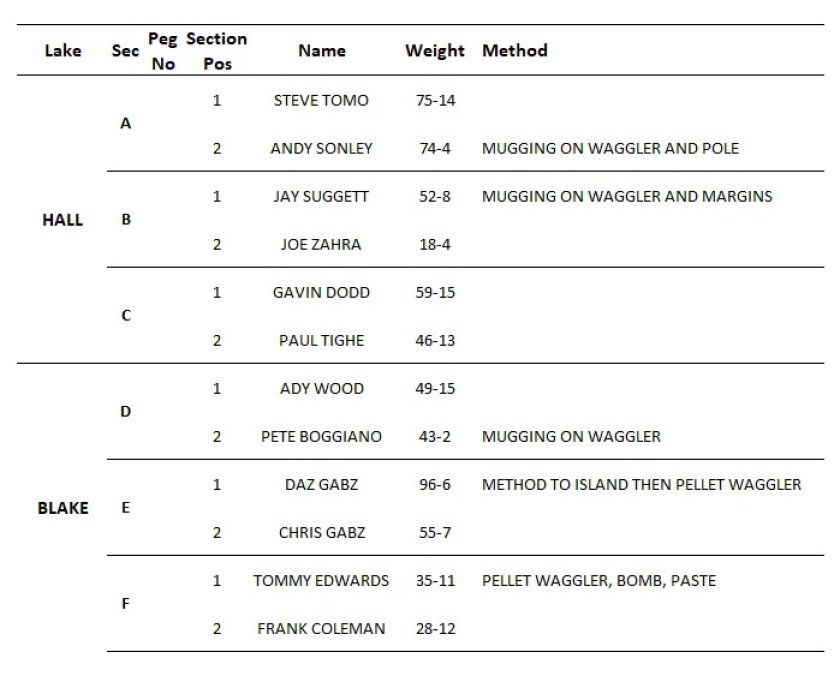 Lake Sec Peg No Section Pos Name Weight Method
HALL
A
1 STEVE TOMO 75-14
2 ANDY SONLEY 74-4 MUGGING ON WAGGLER AND POLE
B
1 JAY SUGGETT 52-8 MUGGING ON WAGGLER AND MARGINS
2 JOE ZAHRA 18-4
C
1 GAVIN DODD 59-15
2 PAUL TIGHE 46-13
BLAKE
D
1 ADY WOOD 49-15
2 PETE BOGGIANO 43-2 MUGGING ON WAGGLER
E
1 DAZ GABZ 96-6 METHOD TO ISLAND THEN PELLET WAGGLER
2 CHRIS GABZ 55-7
F
1 TOMMY EDWARDS 35-11 PELLET WAGGLER, BOMB, PASTE
2 FRANK COLEMAN 28-12